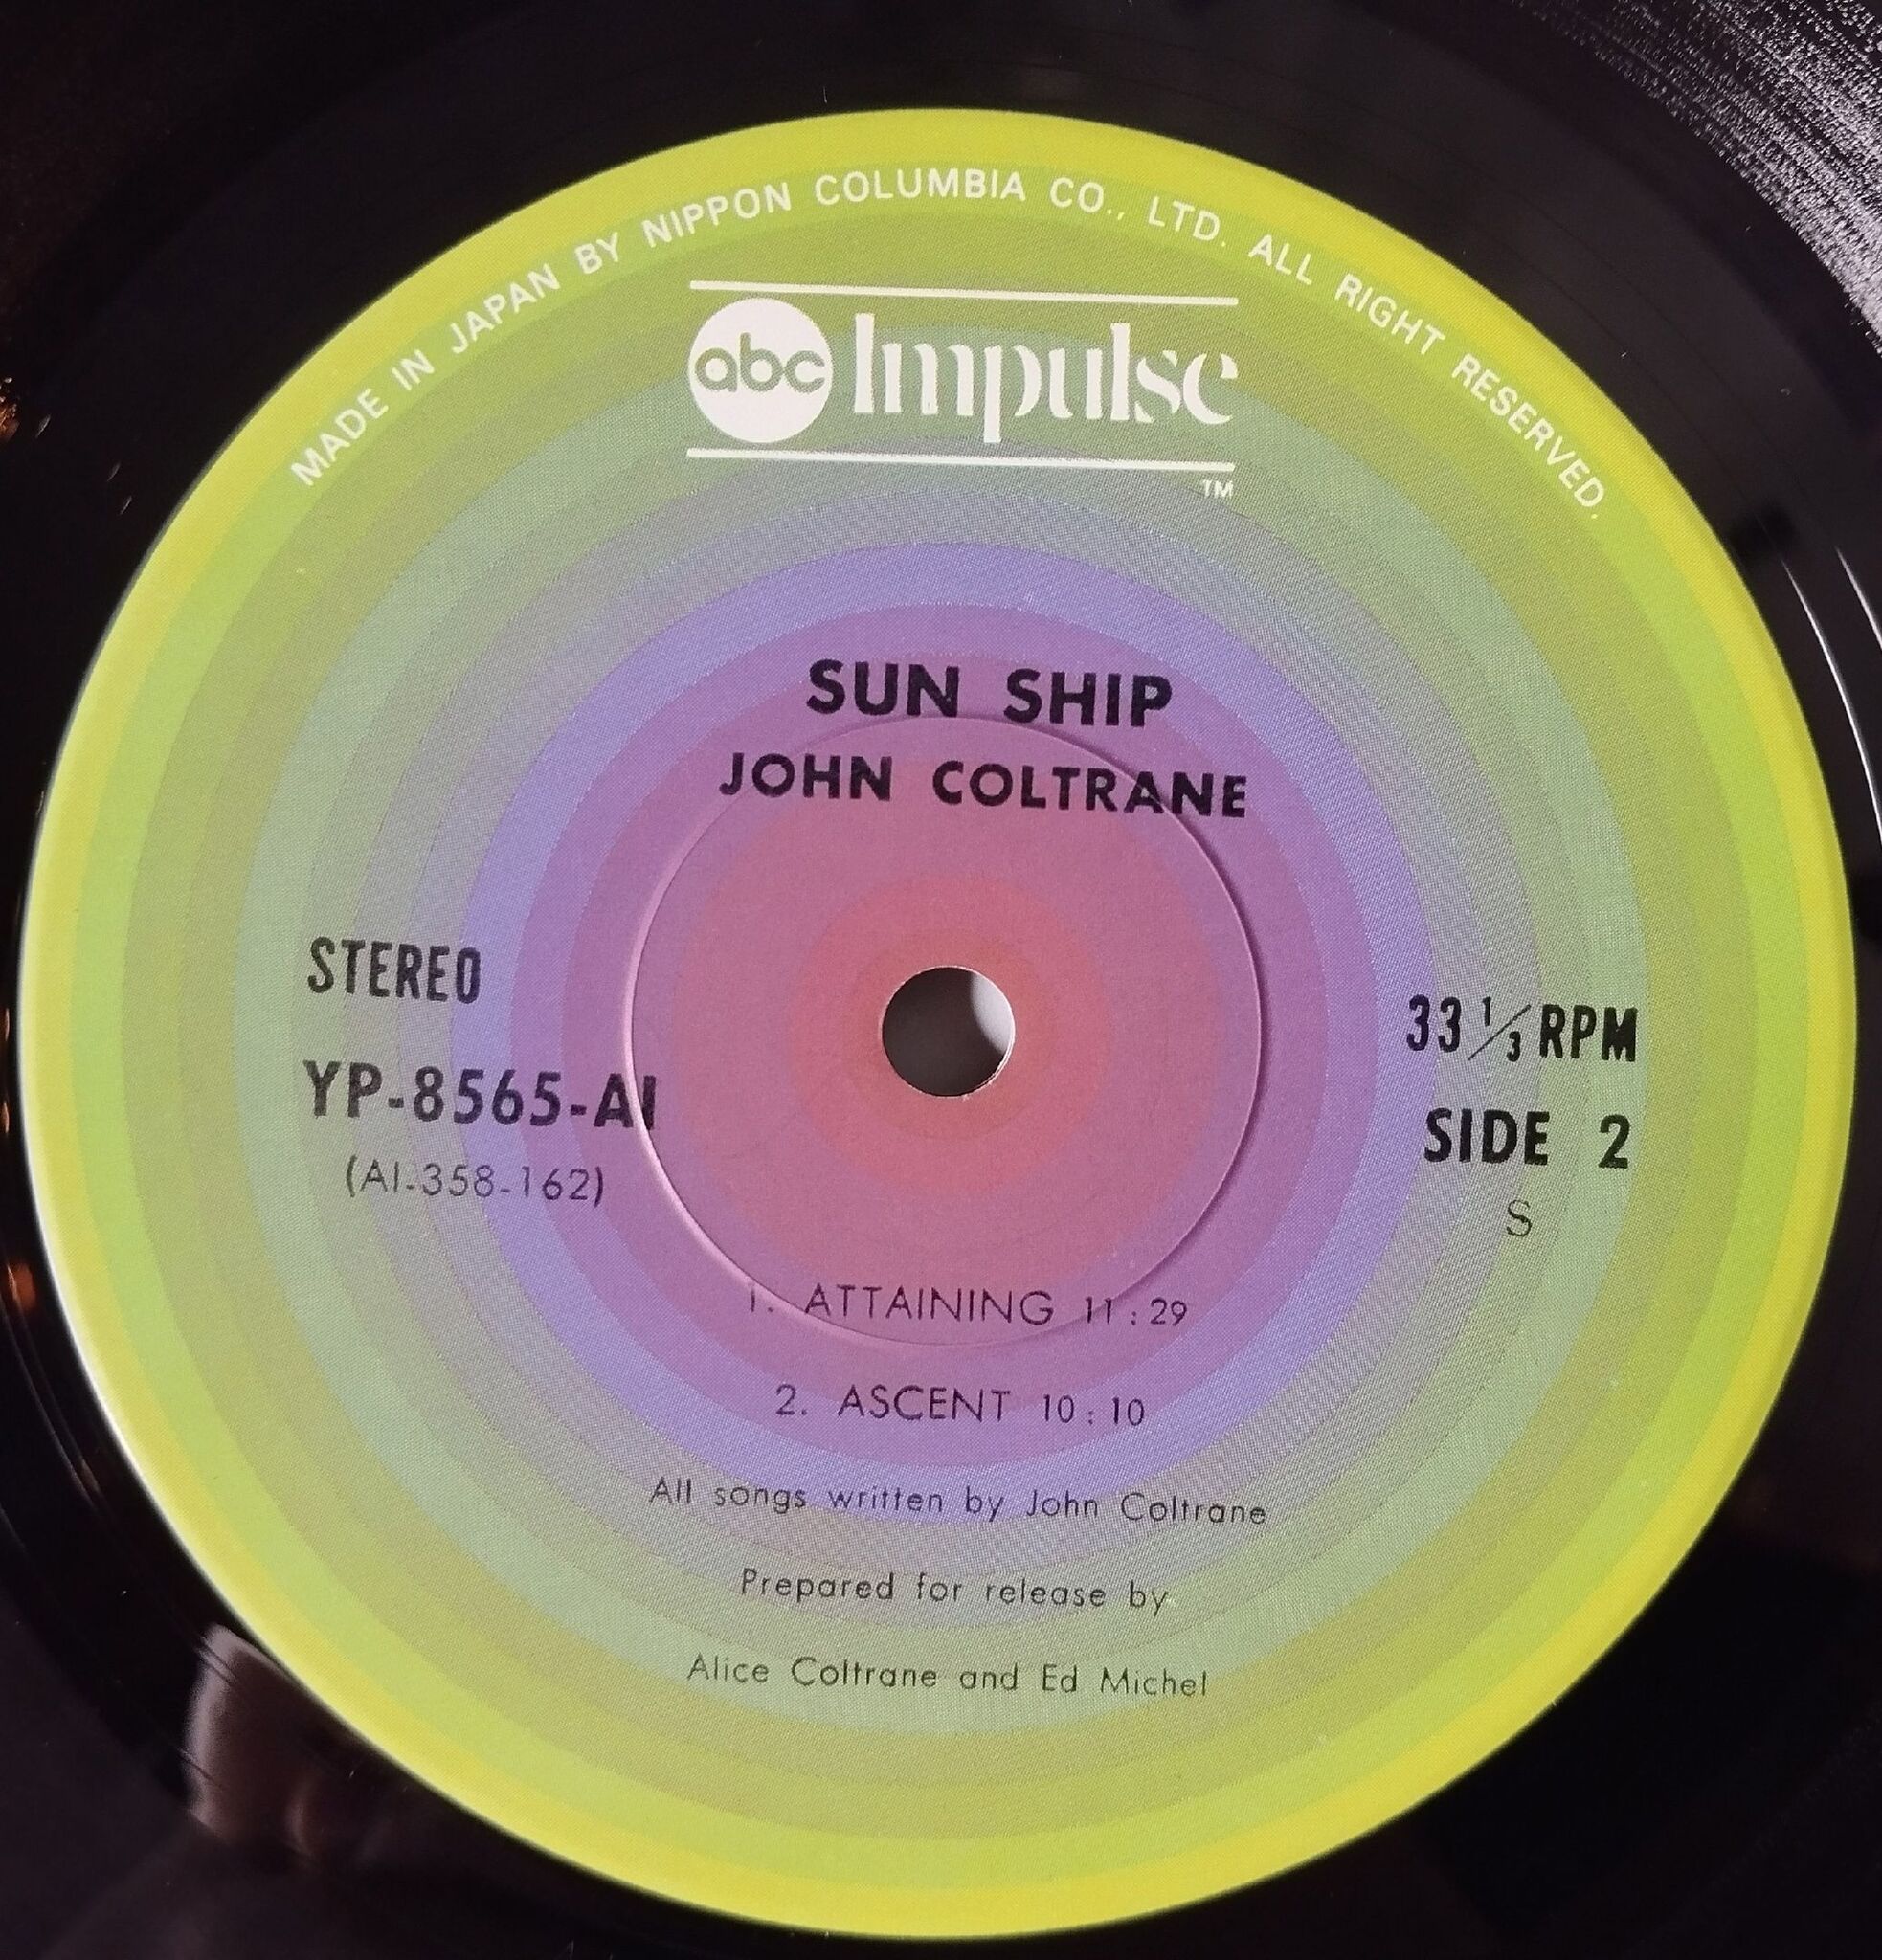 MADE IN JAPAN BY NIPPON COLUMBIA CO., LTD. ALL RIGHT RESERVED.
abc Impulse
TM
SUN SHIP
JOHN COLTRANE
STEREO
33 1/3 RPM
YP-8565-AI
SIDE 2
(AI-358-162)
S
1. ATTAINING 11:29
2. ASCENT 10:10
All songs written by John Coltrane
Prepared for release by
Alice Coltrane and Ed Michel